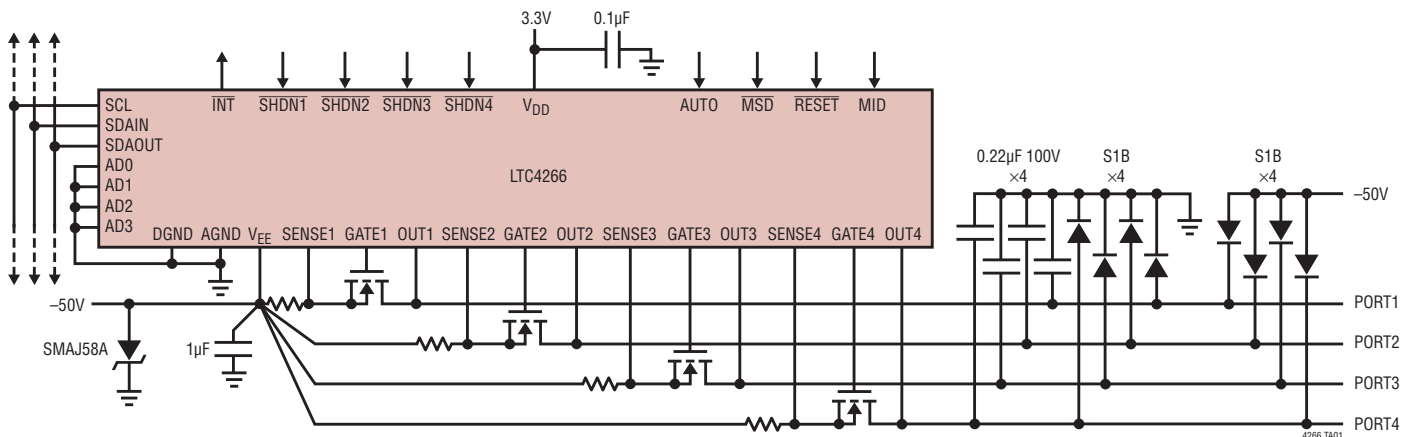 3.3V
0.1µF
SCL
SDAIN
SDAOUT
AD0
AD1
AD2
AD3
INT
SHDN1
SHDN2
SHDN3
SHDN4
VDD
AUTO
MSD
RESET
MID
LTC4266
DGND
AGND
VEE
SENSE1
GATE1
OUT1
SENSE2
GATE2
OUT2
SENSE3
GATE3
OUT3
SENSE4
GATE4
OUT4
0.22µF 100V
×4
S1B
×4
S1B
×4
–50V
–50V
SMAJ58A
1µF
PORT1
PORT2
PORT3
PORT4
4266 TA01